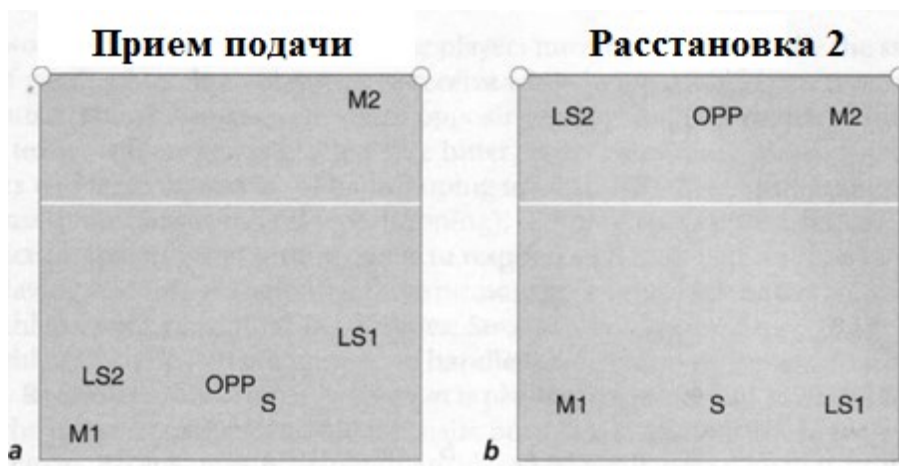 Прием подачи
M2
LS1
LS2
OPP
S
M1
a
Расстановка 2
LS2 OPP M2
M1 S LS1
b